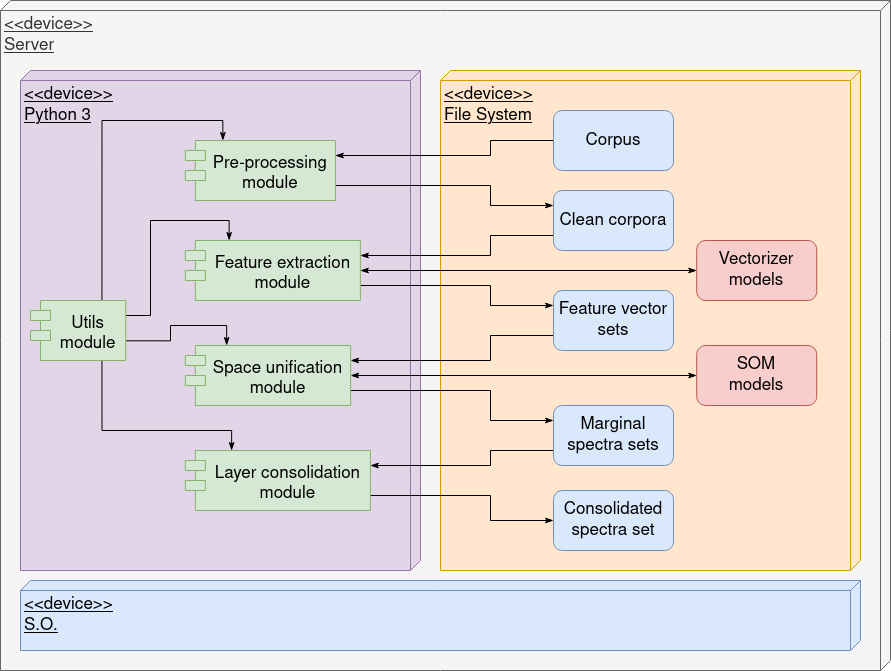 <<device>>
Server
<<device>>
Python 3
<<device>>
File System
Corpus
Pre-processing
module
Clean corpora
Feature extraction
module
Vectorizer
models
Utils
module
Feature vector
sets
Space unification
module
SOM
models
Marginal
spectra sets
Layer consolidation
module
Consolidated
spectra set
<<device>>
S.O.